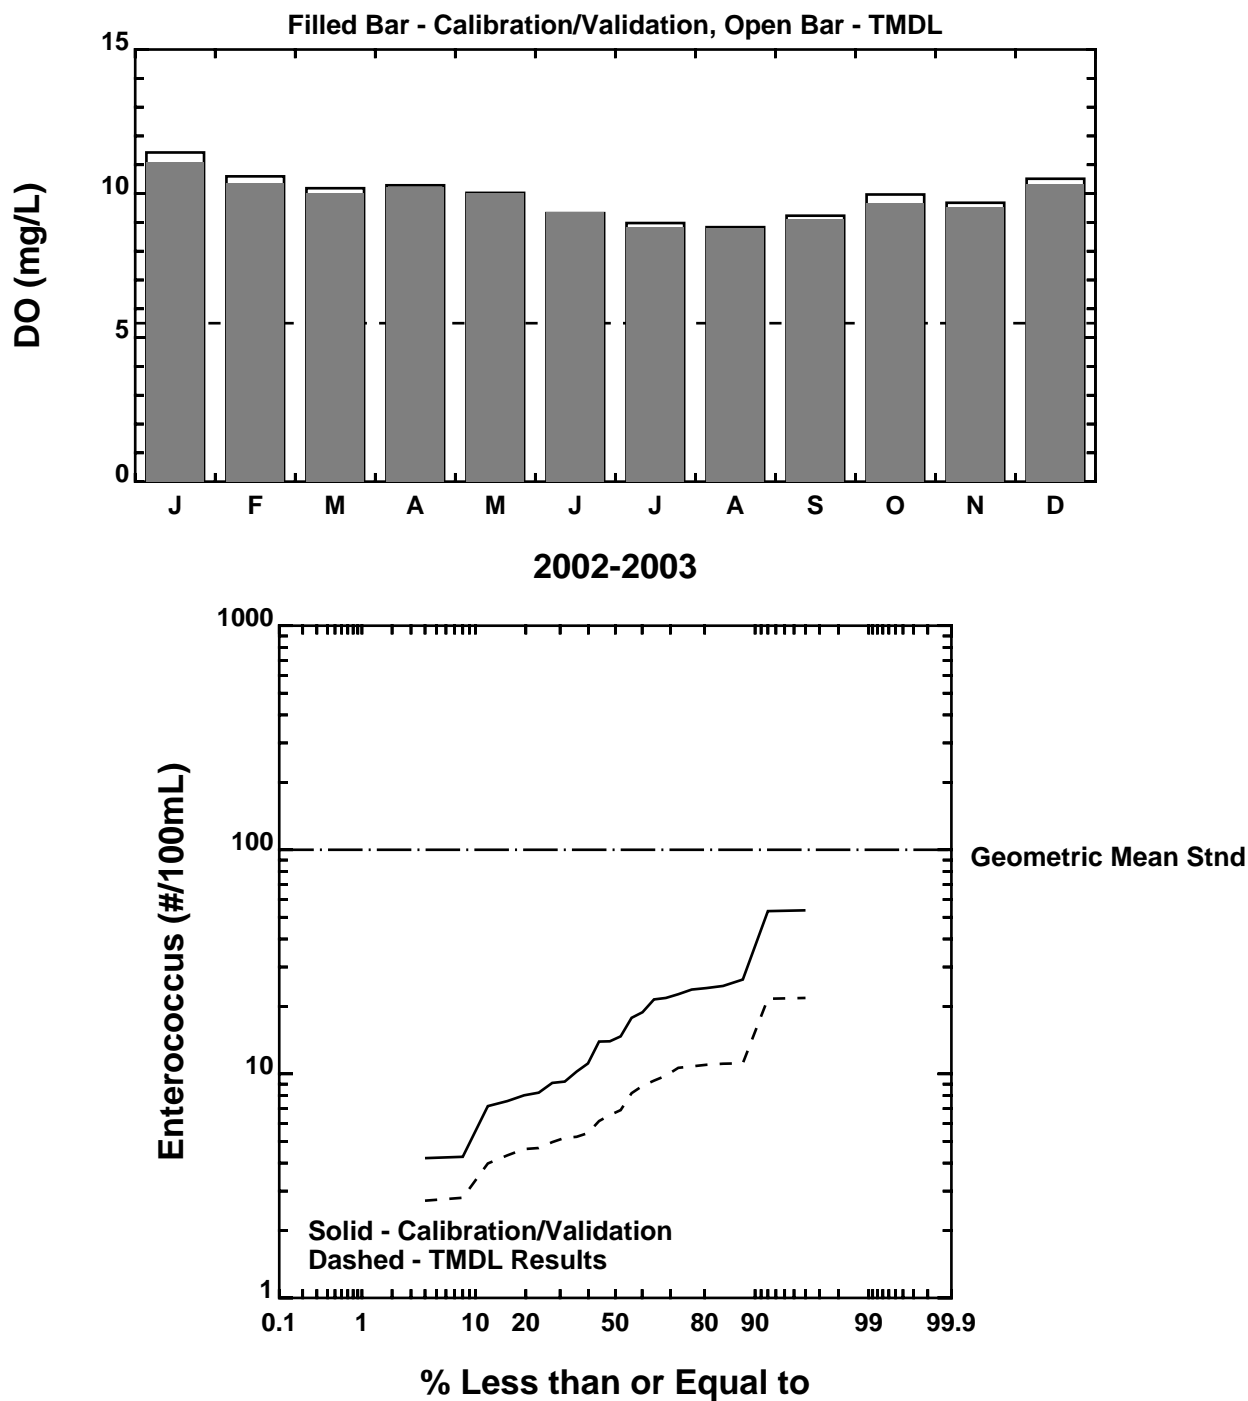 Filled Bar - Calibration/Validation, Open Bar - TMDL
15
10
5
0
DO (mg/L)
J F M A M J J A S O N D
2002-2003
1000
100
10
1
Enterococcus (#/100mL)
Geometric Mean Stnd
Solid - Calibration/Validation
Dashed - TMDL Results
0.1 1 10 20 50 80 90 99 99.9
% Less than or Equal to